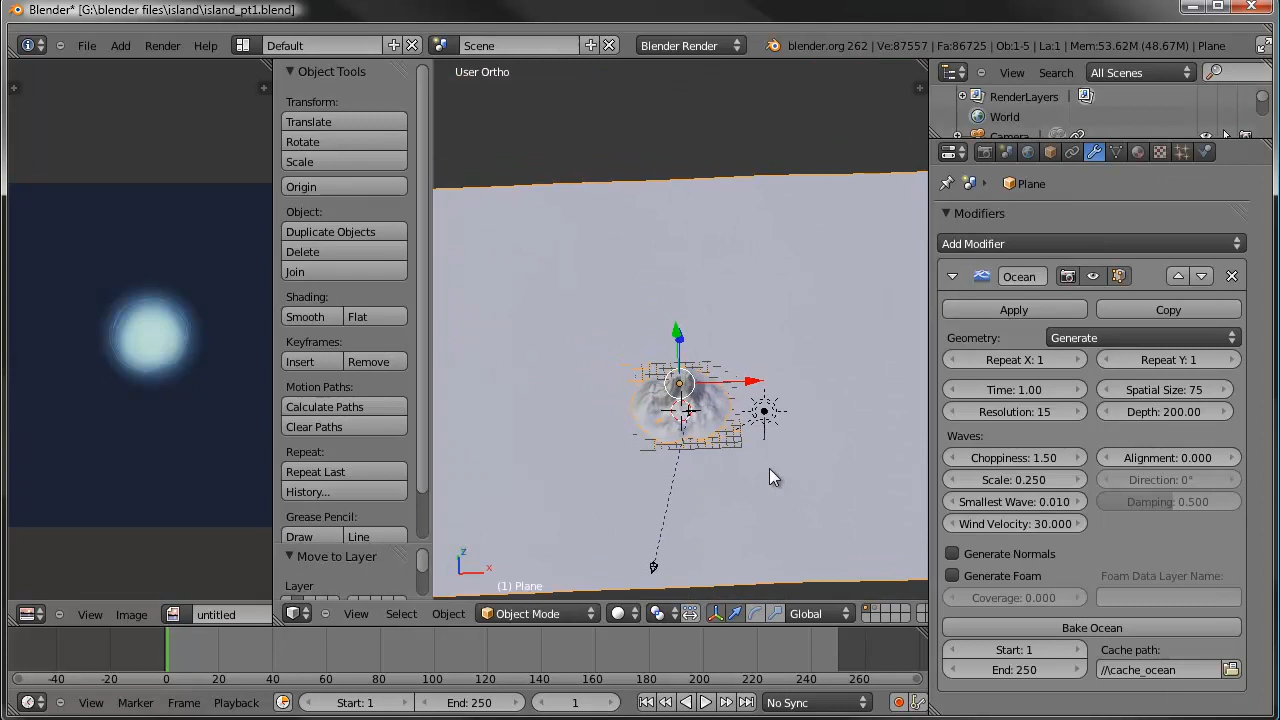 Blender* [G:\blender files\island\island_pt1.blend]
File Add Render Help Default Scene Blender Render blender.org 262 | Ve:87557 | Fa:86725 | Ob:1-5 | La:1 | Mem:53.62M (48.67M) | Plane
Object Tools
Transform:
Translate
Rotate
Scale
Origin
Object:
Duplicate Objects
Delete
Join
Shading:
Smooth Flat
Keyframes:
Insert Remove
Motion Paths:
Calculate Paths
Clear Paths
Repeat:
Repeat Last
History...
Grease Pencil:
Draw Line
Move to Layer
Layer
User Ortho
z
x
(1) Plane
View Search All Scenes
RenderLayers
World
Camera
Plane
Modifiers
Add Modifier
Ocean
Apply Copy
Geometry: Generate
Repeat X: 1 Repeat Y: 1
Time: 1.00 Spatial Size: 75
Resolution: 15 Depth: 200.00
Waves:
Choppiness: 1.50 Alignment: 0.000
Scale: 0.250 Direction: 0°
Smallest Wave: 0.010 Damping: 0.500
Wind Velocity: 30.000
Generate Normals
Generate Foam Foam Data Layer Name:
Coverage: 0.000
Bake Ocean
Start: 1 Cache path:
End: 250 //cache_ocean
View Image untitled
View Select Object Object Mode Global
-40 -20 0 20 40 60 80 100 120 140 160 180 200 220 240 260
View Marker Frame Playback Start: 1 End: 250 1 No Sync